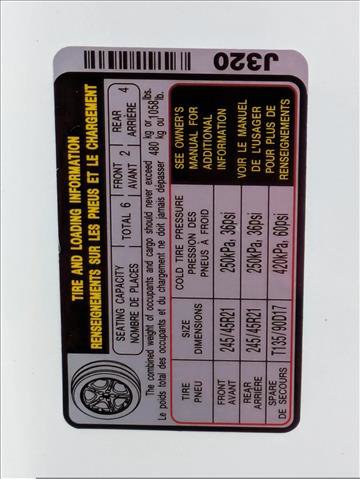 J320
TIRE AND LOADING INFORMATION
RENSEIGNEMENTS SUR LES PNEUS ET LE CHARGEMENT
SEATING CAPACITY TOTAL 6 FRONT 2 REAR 4
NOMBRE DE PLACES AVANT ARRIÈRE
The combined weight of occupants and cargo should never exceed 480 kg or 1058 lbs.
Le poids total des occupants et du chargement ne doit jamais dépasser 480 kg ou 1058 lb.
TIRE SIZE COLD TIRE PRESSURE
PNEU DIMENSIONS PRESSION DES PNEUS À FROID
FRONT 245/45R21 250kPa, 36psi
AVANT
REAR 245/45R21 250kPa, 36psi
ARRIÈRE
SPARE T135/90D17 420kPa, 60psi
DE SECOURS
SEE OWNER'S
MANUAL FOR
ADDITIONAL
INFORMATION
VOIR LE MANUEL
DE L'USAGER
POUR PLUS DE
RENSEIGNEMENTS